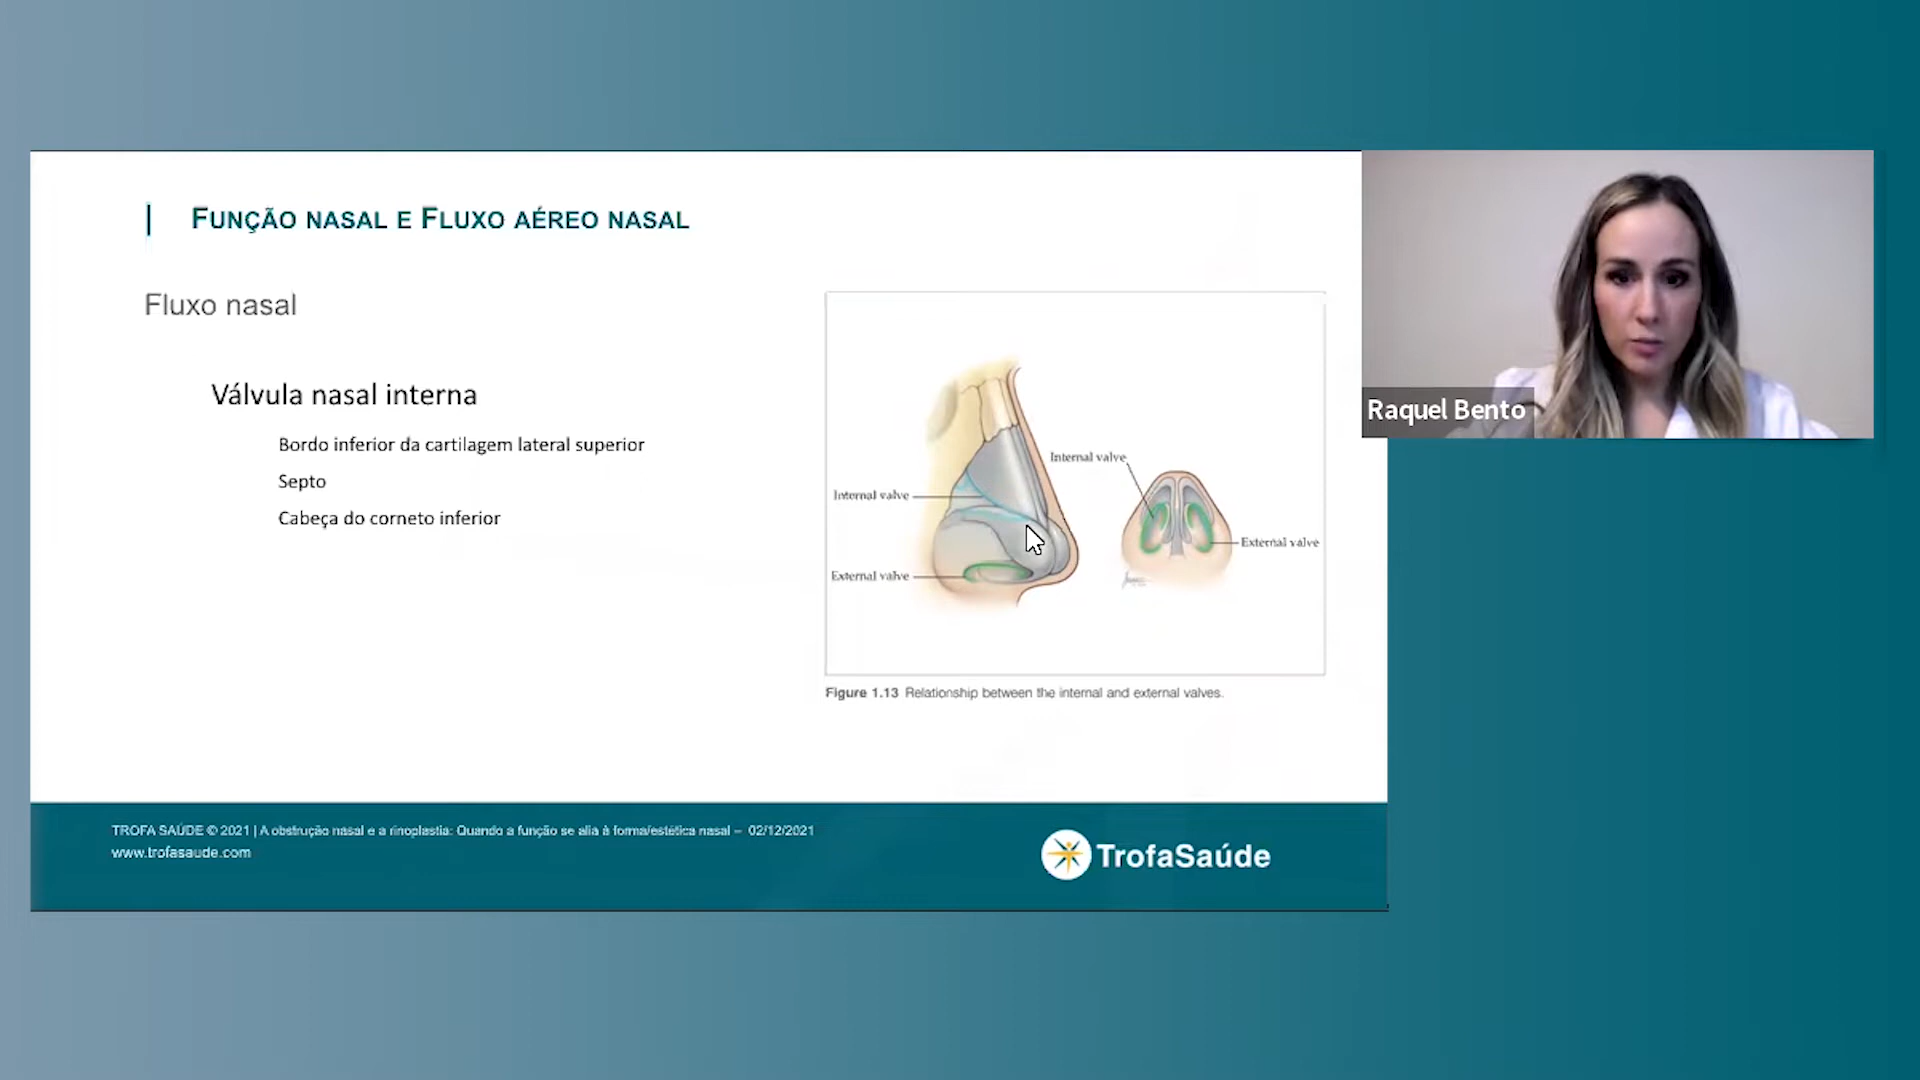 FUNÇÃO NASAL E FLUXO AÉREO NASAL
Fluxo nasal
Válvula nasal interna
Bordo inferior da cartilagem lateral superior
Septo
Cabeça do corneto inferior
Internal valve
External valve
Internal valve
External valve
Figure 1.13 Relationship between the internal and external valves.
Raquel Bento
TROFA SAÚDE © 2021 | A obstrução nasal e a rinoplastia: Quando a função se alia à forma/estética nasal – 02/12/2021
www.trofasaude.com
TrofaSaúde